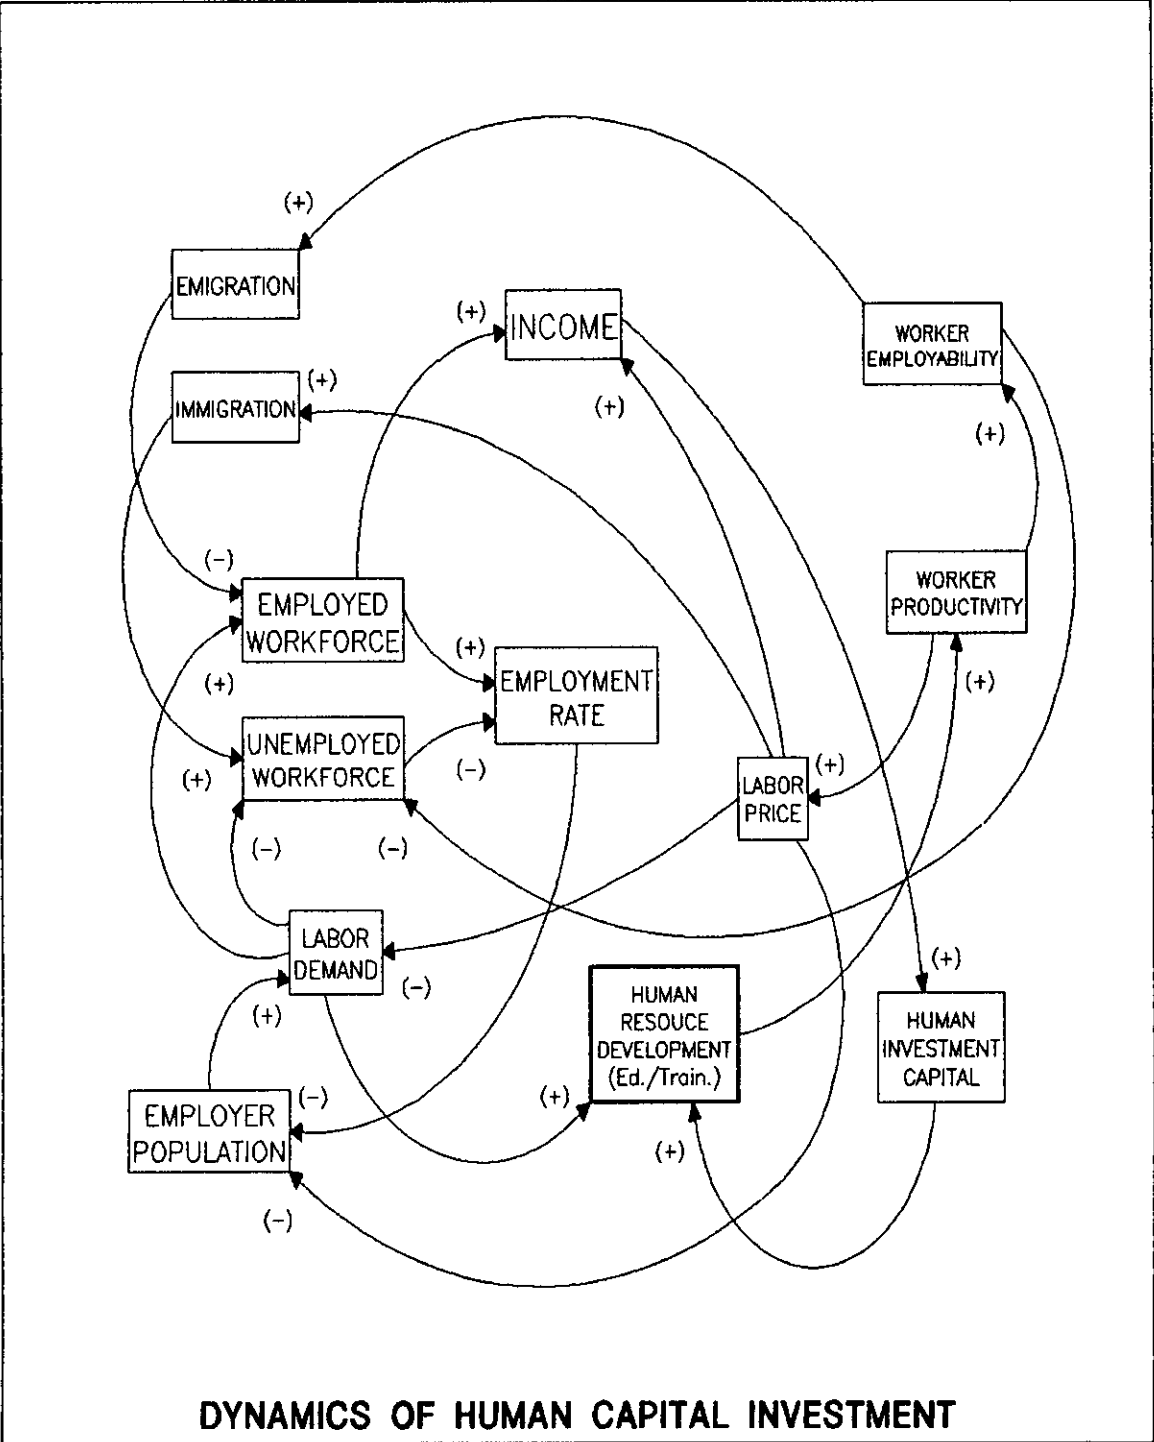 (+)
EMIGRATION
(+)
INCOME
WORKER
EMPLOYABILITY
(+)
IMMIGRATION
(+)
(+)
(-)
EMPLOYED
WORKFORCE
WORKER
PRODUCTIVITY
(+)
(+)
EMPLOYMENT
RATE
(+)
UNEMPLOYED
WORKFORCE
(+)
(-)
(+)
LABOR
PRICE
(-)
(-)
LABOR
DEMAND
(-)
(+)
(+)
HUMAN
RESOUCE
DEVELOPMENT
(Ed./Train.)
HUMAN
INVESTMENT
CAPITAL
(-)
(+)
EMPLOYER
POPULATION
(+)
(-)
DYNAMICS OF HUMAN CAPITAL INVESTMENT